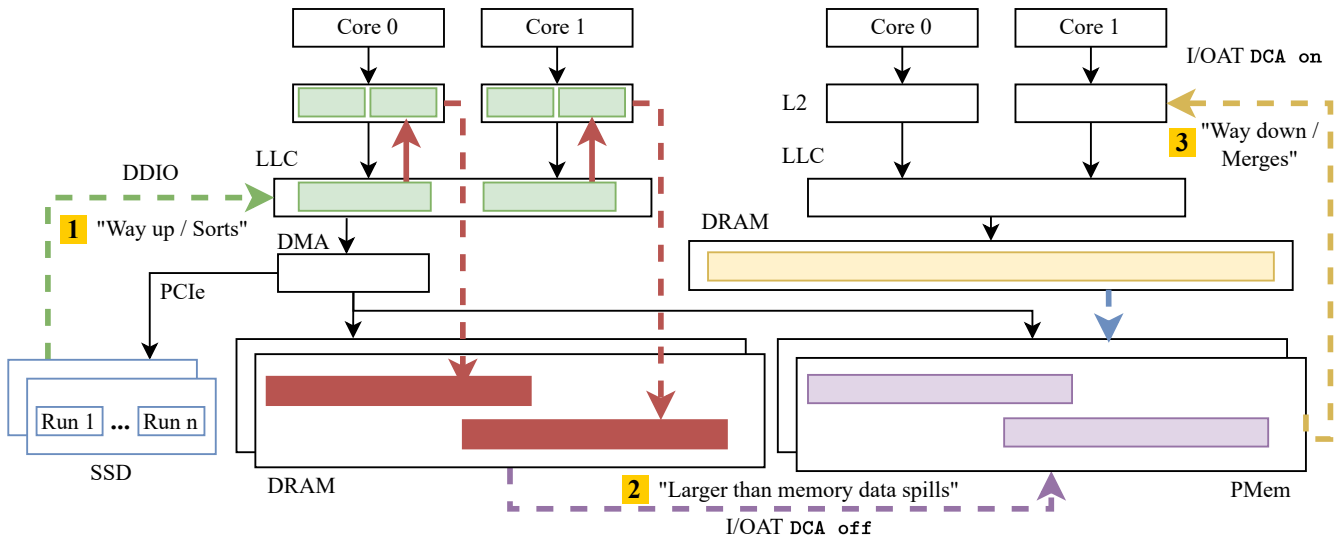 Core 0
Core 1
Core 0
Core 1
I/OAT DCA on
L2
3 "Way down /
Merges"
LLC
LLC
DDIO
1 "Way up / Sorts"
DMA
DRAM
PCIe
Run 1 ... Run n
SSD
DRAM
2 "Larger than memory data spills"
PMem
I/OAT DCA off